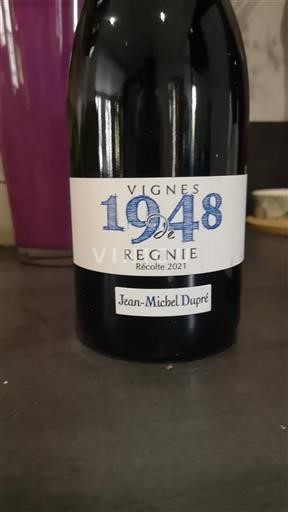 VIGNES
1948
de
REGNIE
Récolte 2021
Jean-Michel Dupré